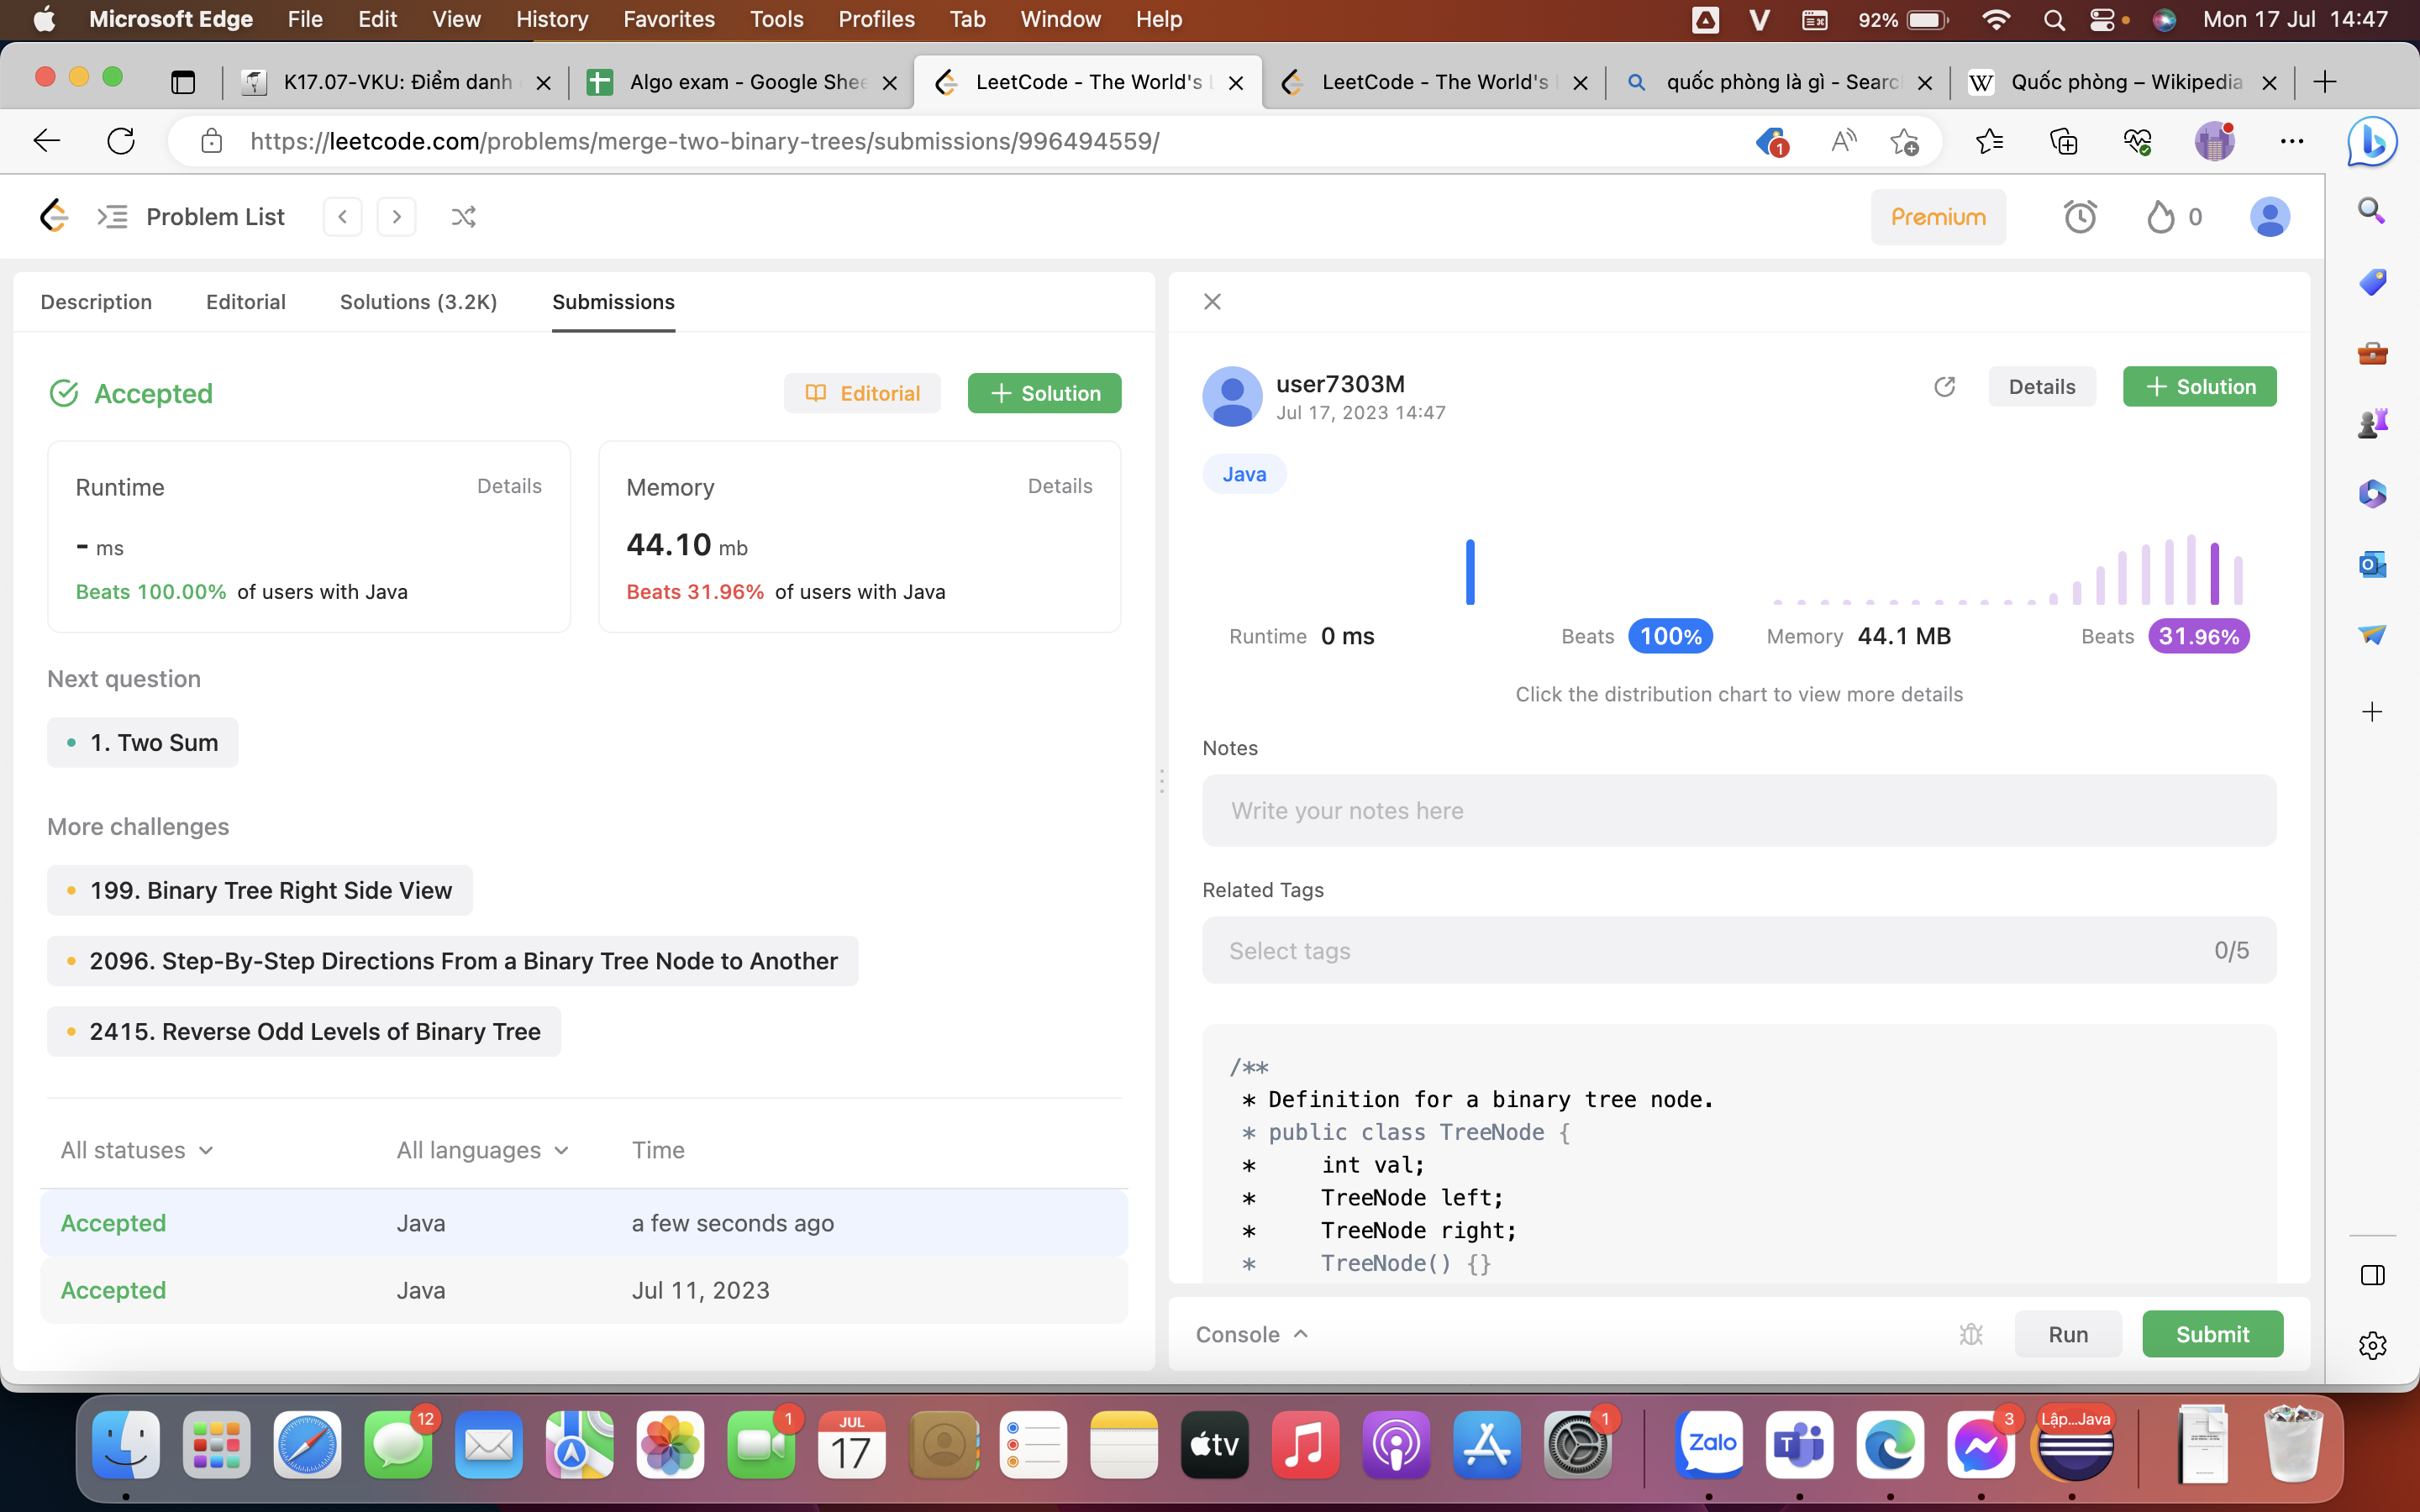 Microsoft Edge File Edit View History Favorites Tools Profiles Tab Window Help 92% Mon 17 Jul 14:47
K17.07-VKU: Điểm danh Algo exam - Google Shee LeetCode - The World's L LeetCode - The World's quốc phòng là gì - Searc Quốc phòng – Wikipedia
https://leetcode.com/problems/merge-two-binary-trees/submissions/996494559/ 1
Problem List Premium 0
Description Editorial Solutions (3.2K) Submissions
Accepted Editorial + Solution
Runtime Details
- ms
Beats 100.00% of users with Java
Memory Details
44.10 mb
Beats 31.96% of users with Java
Next question
1. Two Sum
More challenges
199. Binary Tree Right Side View
2096. Step-By-Step Directions From a Binary Tree Node to Another
2415. Reverse Odd Levels of Binary Tree
All statuses All languages Time
Accepted Java a few seconds ago
Accepted Java Jul 11, 2023
user7303M
Jul 17, 2023 14:47
Details + Solution
Java
Runtime 0 ms Beats 100% Memory 44.1 MB Beats 31.96%
Click the distribution chart to view more details
Notes
Write your notes here
Related Tags
Select tags 0/5
/**
* Definition for a binary tree node.
* public class TreeNode {
* int val;
* TreeNode left;
* TreeNode right;
* TreeNode() {}
Console Run Submit
12 1 JUL 17 tv 1 Zalo T 3 Lập...Java